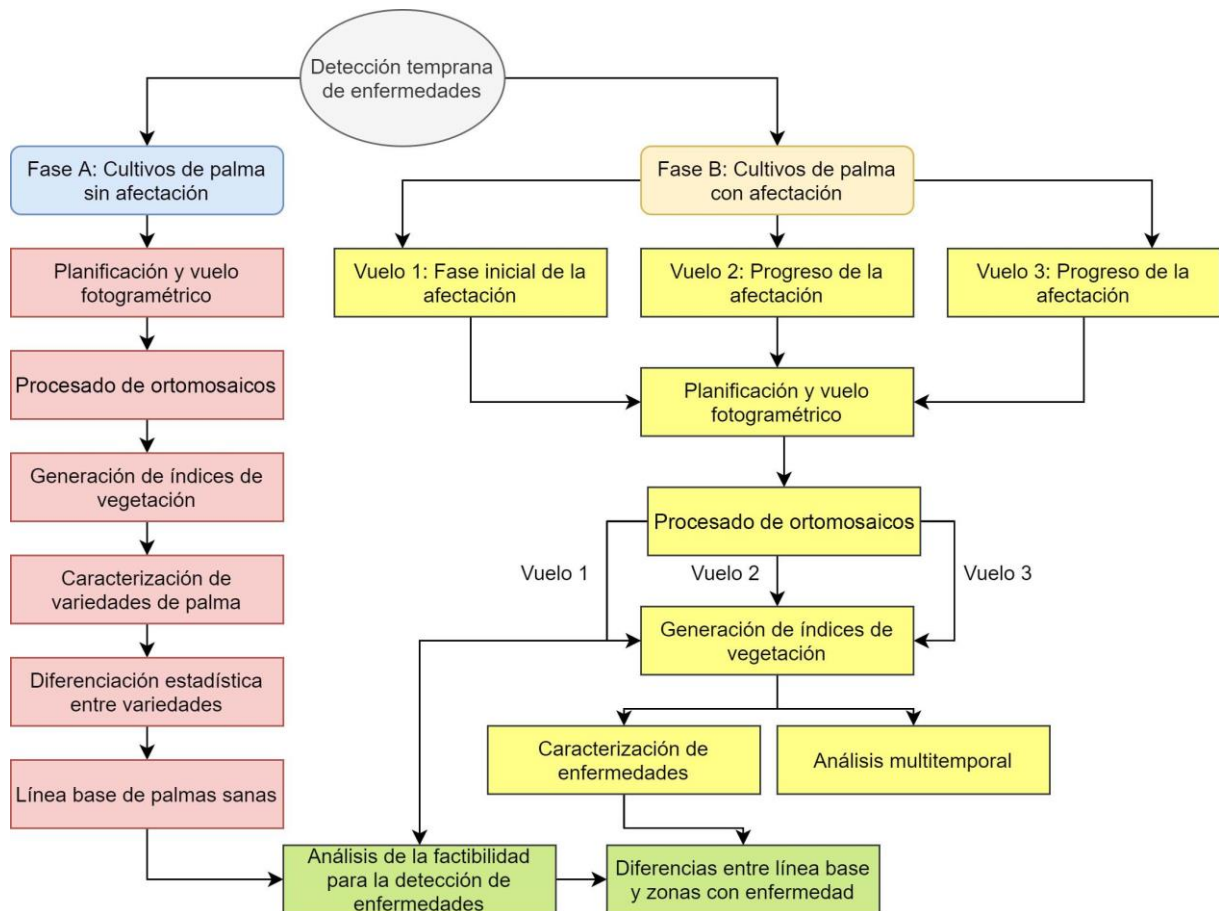 Detección temprana
de enfermedades
Fase A: Cultivos de palma
sin afectación
Fase B: Cultivos de palma
con afectación
Planificación y vuelo
fotogramétrico
Vuelo 1: Fase inicial de la
afectación
Vuelo 2: Progreso de la
afectación
Vuelo 3: Progreso de la
afectación
Procesado de ortomosaicos
Planificación y vuelo
fotogramétrico
Generación de índices de
vegetación
Procesado de ortomosaicos
Vuelo 1
Vuelo 2
Vuelo 3
Caracterización de
variedades de palma
Generación de índices de
vegetación
Diferenciación estadística
entre variedades
Caracterización de
enfermedades
Análisis multitemporal
Línea base de palmas sanas
Análisis de la factibilidad
para la detección de
enfermedades
Diferencias entre línea base
y zonas con enfermedad